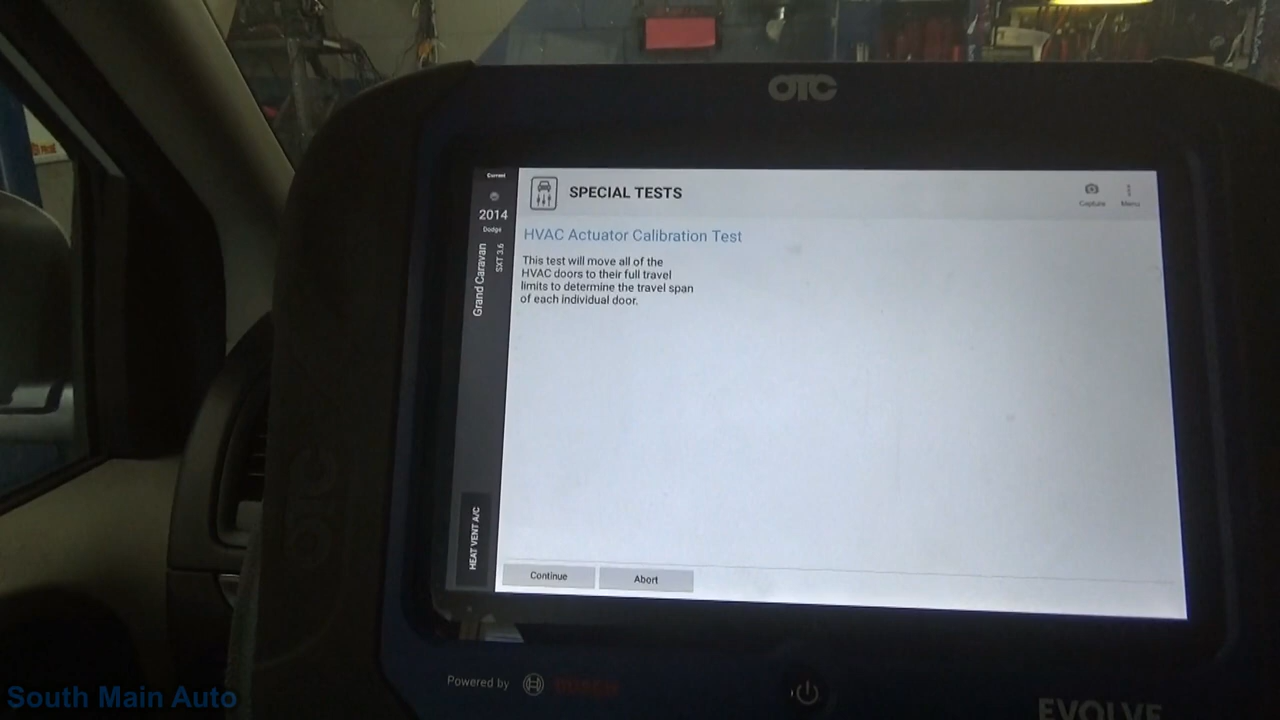 OTC
Current
2014
Dodge
Grand Caravan
SXT 3.6
HEAT VENT A/C
SPECIAL TESTS
Capture
Menu
HVAC Actuator Calibration Test
This test will move all of the
HVAC doors to their full travel
limits to determine the travel span
of each individual door.
Continue
Abort
Powered by
BOSCH
EVOLVE
OTC
South Main Auto